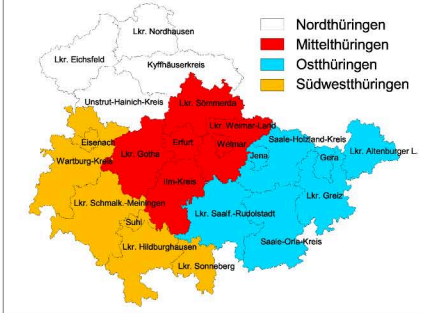 Nordthüringen
Mittelthüringen
Ostthüringen
Südwestthüringen
Lkr. Nordhausen
Lkr. Eichsfeld
Kyffhäuserkreis
Unstrut-Hainich-Kreis
Lkr. Sömmerda
Lkr. Weimar-Land
Eisenach
Erfurt
Weimar
Saale-Holzland-Kreis
Lkr. Altenburger L.
Wartburg-Kreis
Lkr. Gotha
Jena
Gera
Ilm-Kreis
Lkr. Greiz
Lkr. Schmalk.-Meiningen
Lkr. Saalf.-Rudolstadt
Suhl
Lkr. Hildburghausen
Saale-Orla-Kreis
Lkr. Sonneberg